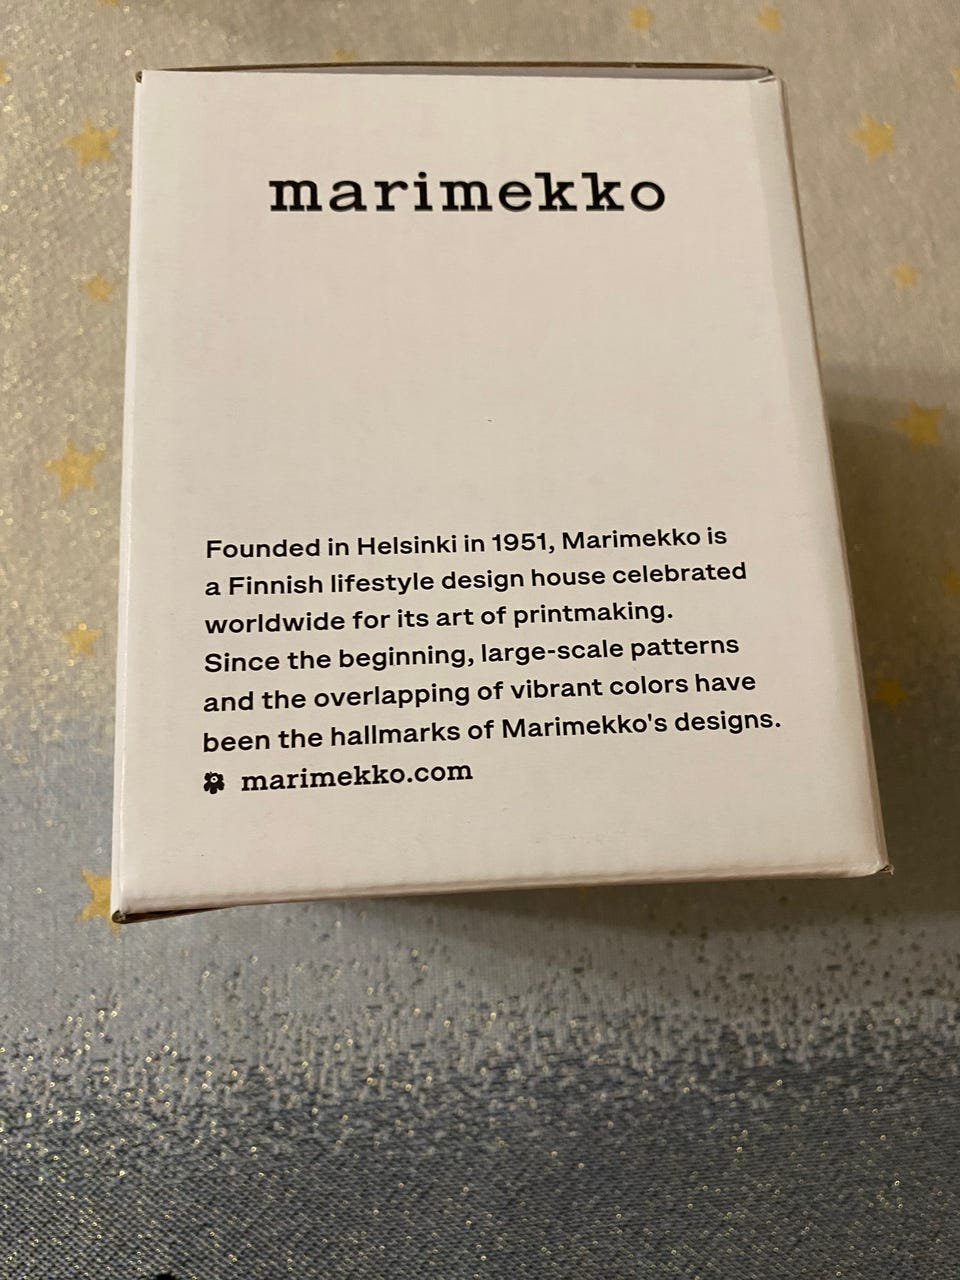 marimekko
Founded in Helsinki in 1951, Marimekko is
a Finnish lifestyle design house celebrated
worldwide for its art of printmaking.
Since the beginning, large-scale patterns
and the overlapping of vibrant colors have
been the hallmarks of Marimekko's designs.
marimekko.com